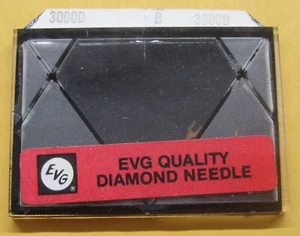 3000D B 3000D
EVG QUALITY
DIAMOND NEEDLE
EVG
®